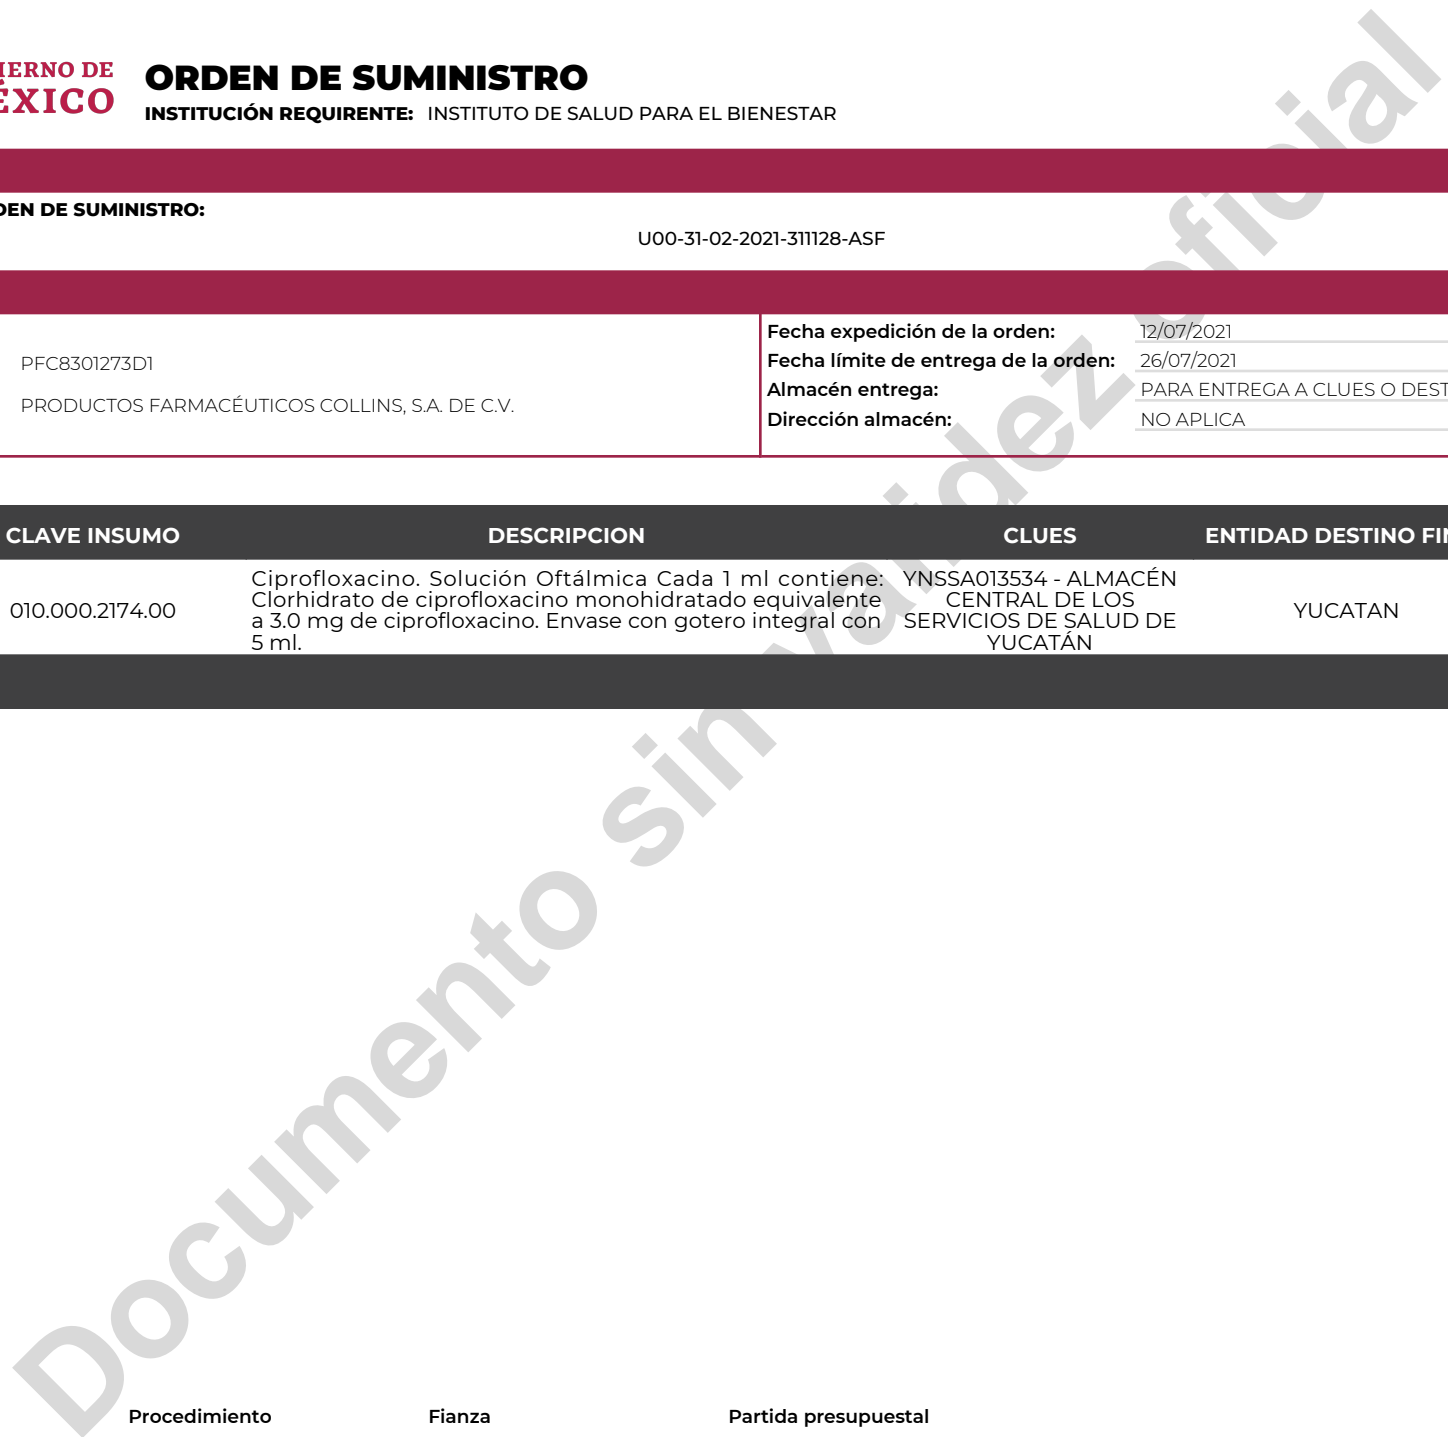 IERNO DE
ÉXICO
ORDEN DE SUMINISTRO
INSTITUCIÓN REQUIRENTE: INSTITUTO DE SALUD PARA EL BIENESTAR
DEN DE SUMINISTRO:
U00-31-02-2021-311128-ASF
PFC8301273D1
PRODUCTOS FARMACÉUTICOS COLLINS, S.A. DE C.V.
Fecha expedición de la orden: 12/07/2021
Fecha límite de entrega de la orden: 26/07/2021
Almacén entrega: PARA ENTREGA A CLUES O DEST
Dirección almacén: NO APLICA
CLAVE INSUMO DESCRIPCION CLUES ENTIDAD DESTINO FIN
010.000.2174.00
Ciprofloxacino. Solución Oftálmica Cada 1 ml contiene:
Clorhidrato de ciprofloxacino monohidratado equivalente
a 3.0 mg de ciprofloxacino. Envase con gotero integral con
5 ml.
YNSSA013534 - ALMACÉN
CENTRAL DE LOS
SERVICIOS DE SALUD DE
YUCATÁN
YUCATAN
Documento sin validez oficial
Procedimiento Fianza Partida presupuestal